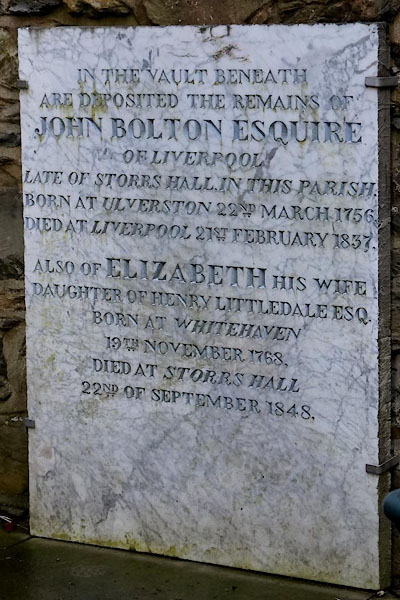 IN THE VAULT BENEATH
ARE DEPOSITED THE REMAINS OF
JOHN BOLTON ESQUIRE
OF LIVERPOOL,
LATE OF STORRS HALL, IN THIS PARISH,
BORN AT ULVERSTON 22ND MARCH 1756,
DIED AT LIVERPOOL 21ST FEBRUARY 1837.
ALSO OF ELIZABETH HIS WIFE
DAUGHTER OF HENRY LITTLEDALE ESQ.
BORN AT WHITEHAVEN
19TH NOVEMBER 1768,
DIED AT STORRS HALL
22ND OF SEPTEMBER 1848.